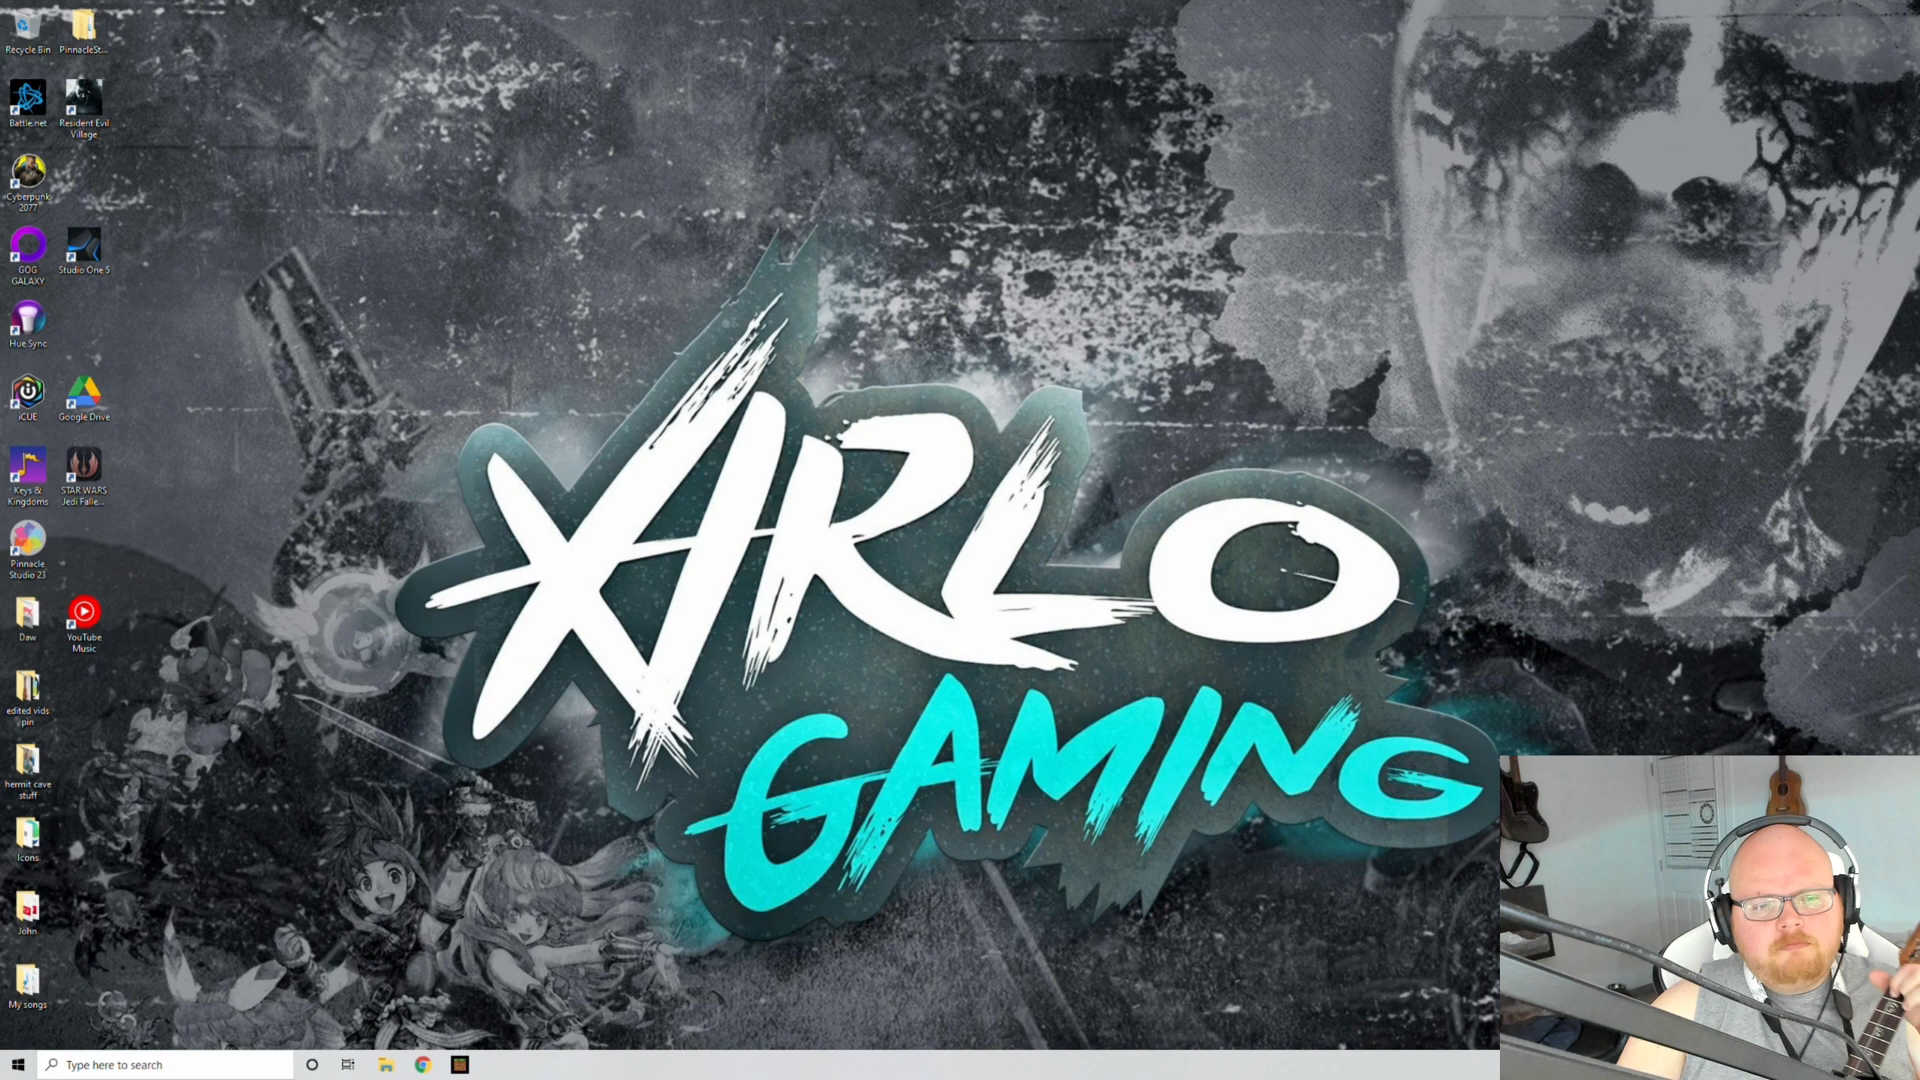 Recycle Bin
PinnacleSt...
Battle.net
Resident Evil
Village
Cyberpunk
2077
GOG
GALAXY
Studio One 5
Hue Sync
iCUE
Google Drive
Keys &
Kingdoms
STAR WARS
Jedi Falle...
Pinnacle
Studio 23
Daw
YouTube
Music
edited vids
pin
hermit cave
stuff
Icons
John
My songs
XARLO
GAMING
Type here to search